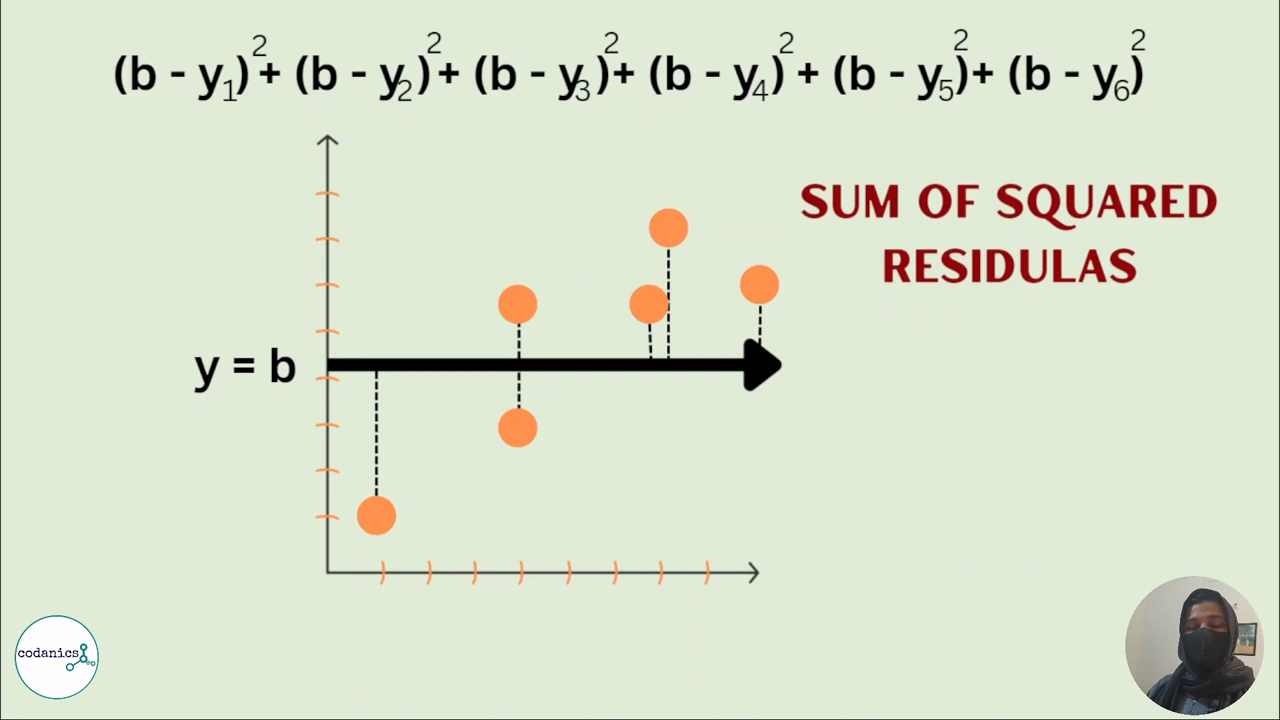 (b - y₁)² + (b - y₂)² + (b - y₃)² + (b - y₄)² + (b - y₅)² + (b - y₆)²
SUM OF SQUARED
RESIDULAS
y = b
codanics